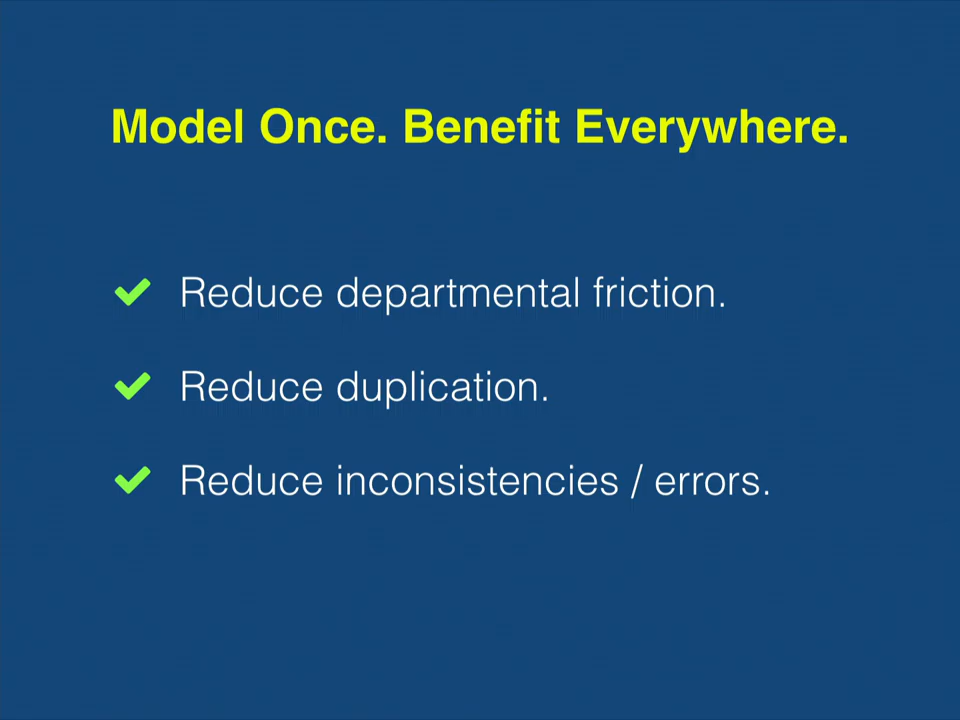 Model Once. Benefit Everywhere.
Reduce departmental friction.
Reduce duplication.
Reduce inconsistencies / errors.